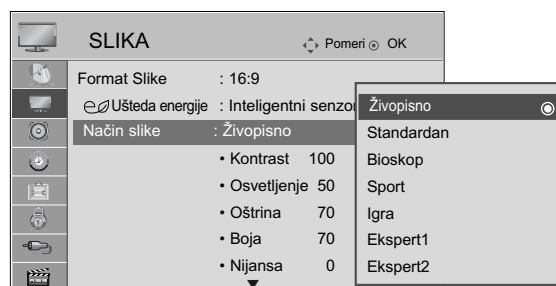 SLIKA
Pomeri OK
Format Slike : 16:9
Ušteda energije : Inteligentni senzor
Način slike : Živopisno
• Kontrast 100
• Osvetljenje 50
• Oštrina 70
• Boja 70
• Nijansa 0
Živopisno
Standardan
Bioskop
Sport
Igra
Ekspert1
Ekspert2